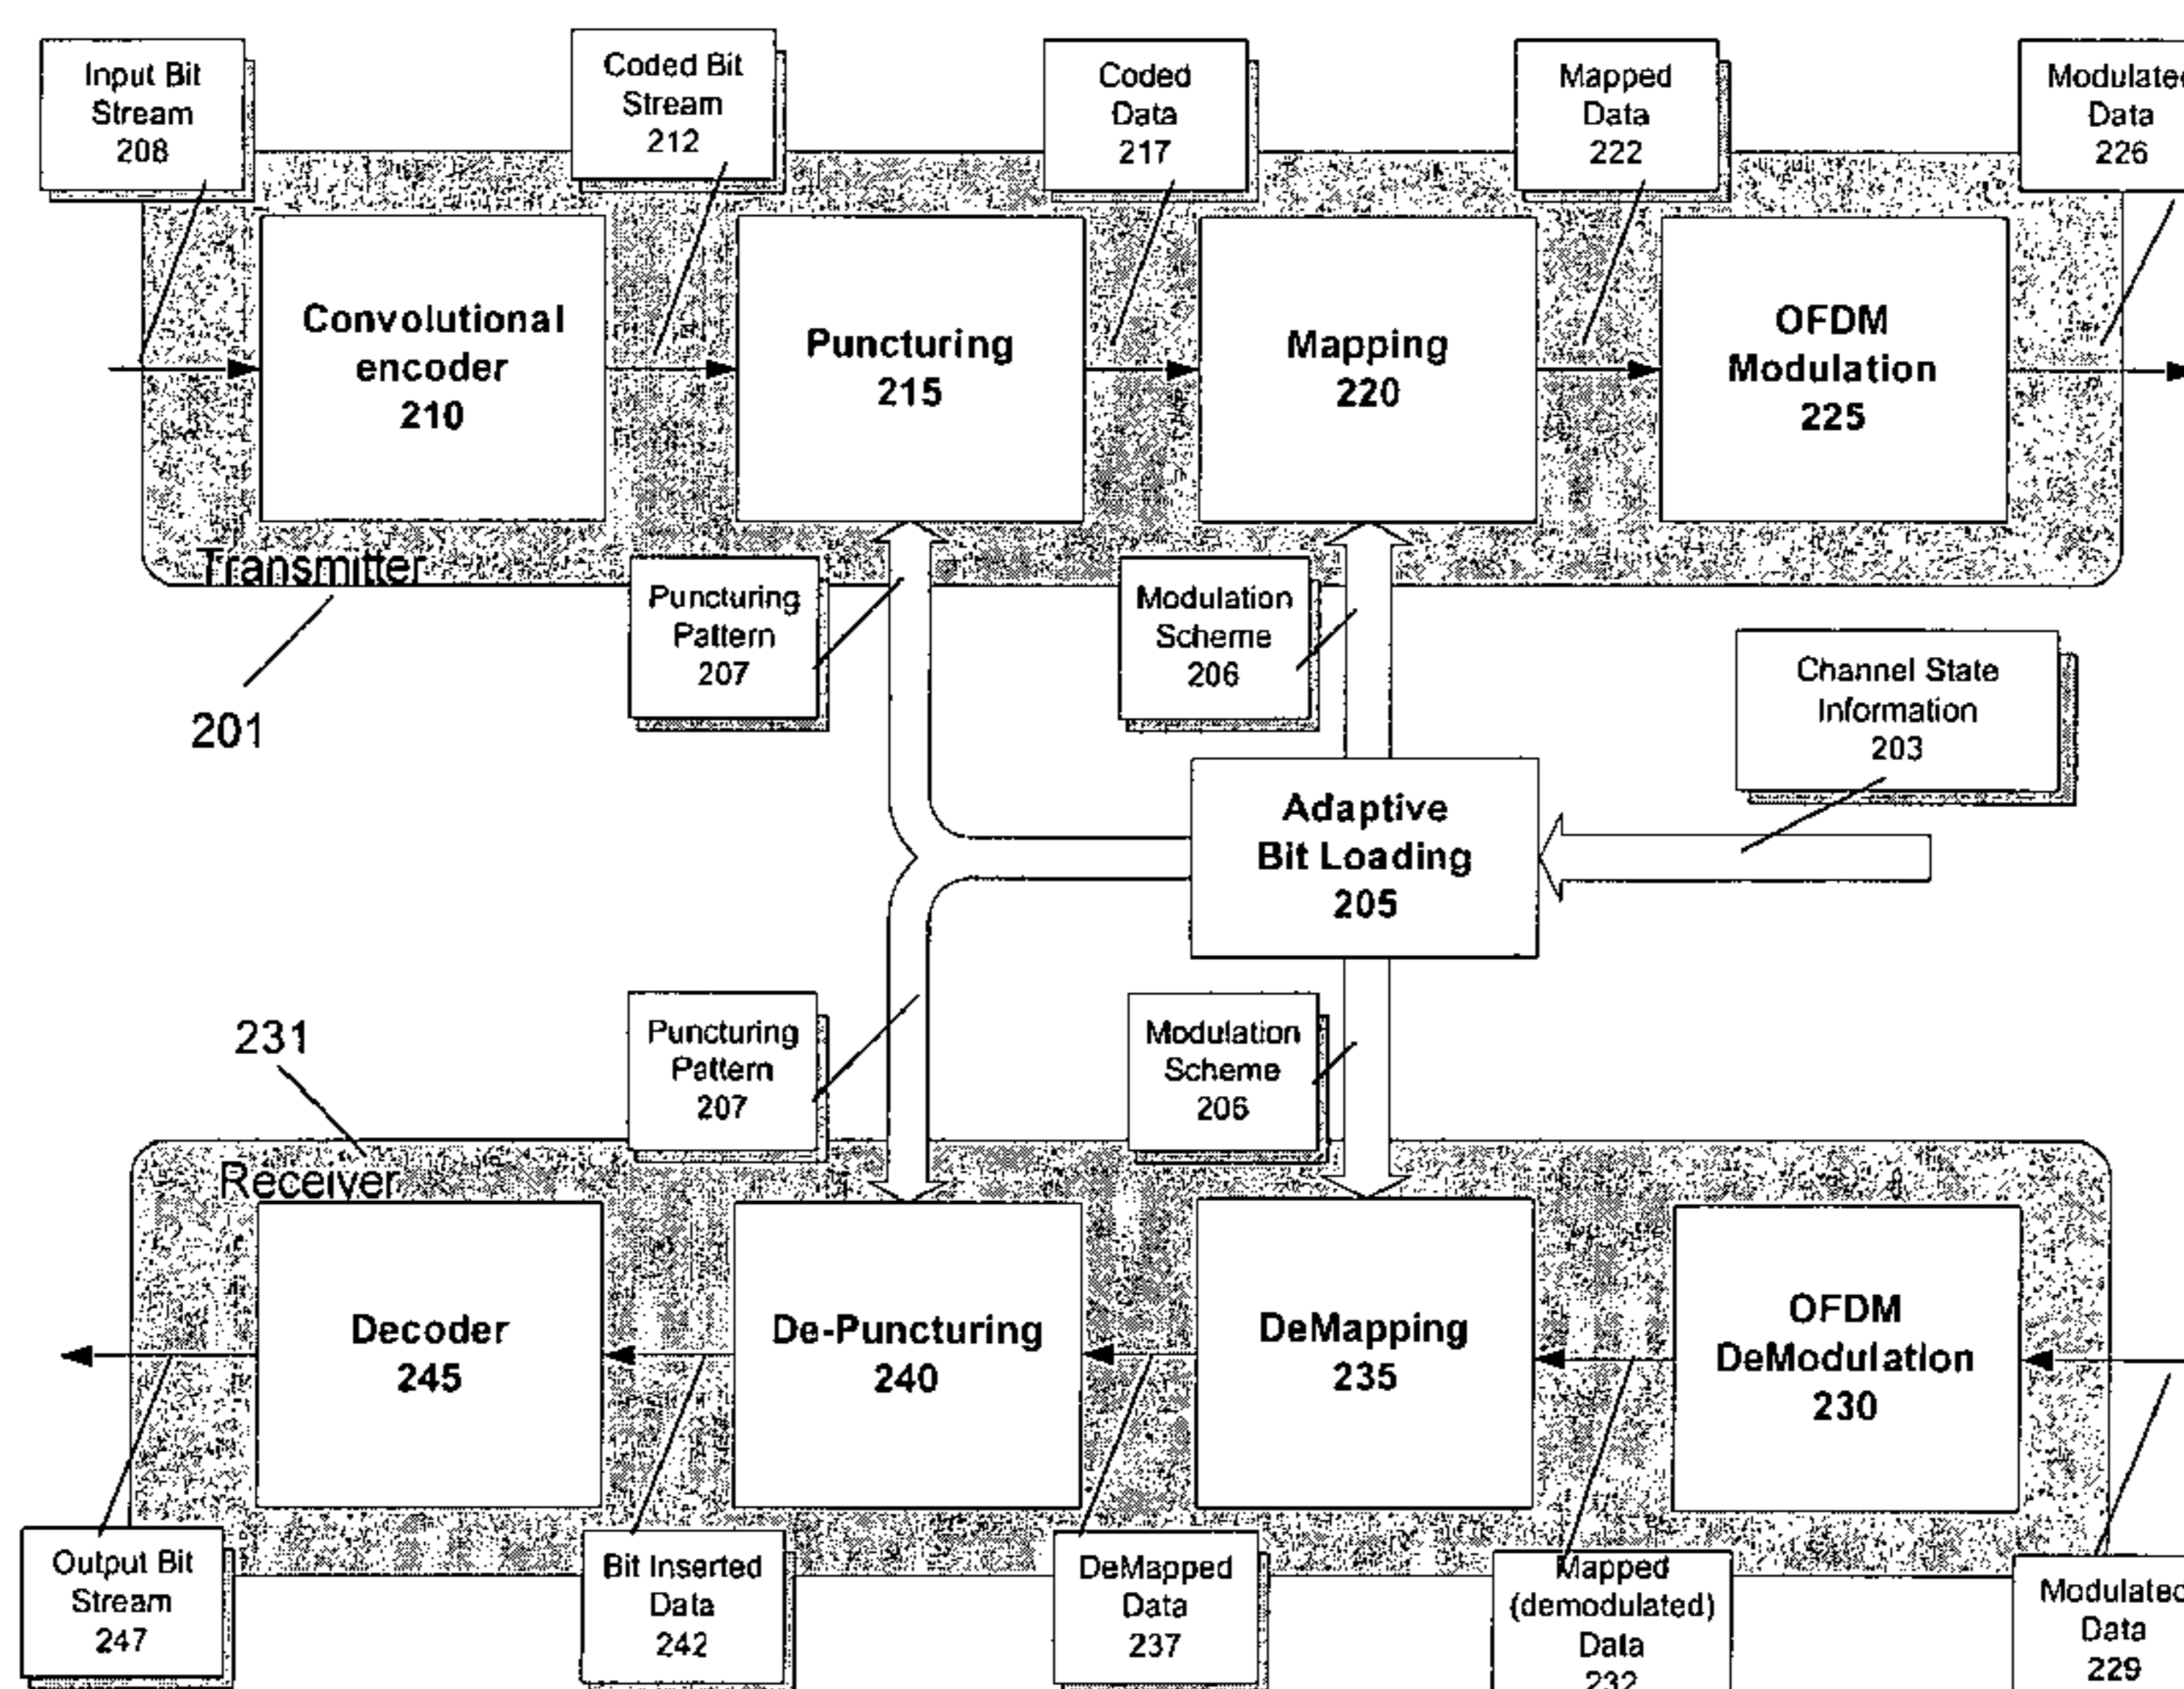 Input Bit
Stream
208
Coded Bit
Stream
212
Coded
Data
217
Mapped
Data
222
Modulated
Data
226
Convolutional
encoder
210
Puncturing
215
Mapping
220
OFDM
Modulation
225
Transmitter
201
Puncturing
Pattern
207
Modulation
Scheme
206
Channel State
Information
203
Adaptive
Bit Loading
205
Puncturing
Pattern
207
Modulation
Scheme
206
231
Receiver
Decoder
245
De-Puncturing
240
DeMapping
235
OFDM
DeModulation
230
Output Bit
Stream
247
Bit Inserted
Data
242
DeMapped
Data
237
Mapped
(demodulated)
Data
232
Modulated
Data
229